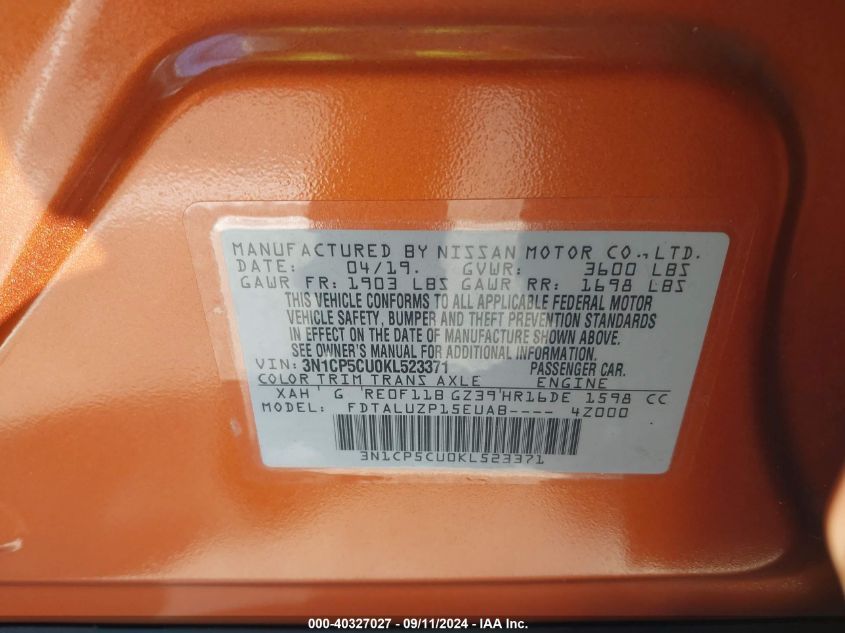 MANUFACTURED BY NISSAN MOTOR CO., LTD.
DATE: 04/19. GVWR: 3600 LBS
GAWR FR: 1903 LBS GAWR RR: 1698 LBS
THIS VEHICLE CONFORMS TO ALL APPLICABLE FEDERAL MOTOR
VEHICLE SAFETY, BUMPER AND THEFT PREVENTION STANDARDS
IN EFFECT ON THE DATE OF MANUFACTURE SHOWN ABOVE.
SEE OWNER'S MANUAL FOR ADDITIONAL INFORMATION.
VIN: 3N1CP5CU0KL523371 PASSENGER CAR.
COLOR TRIM TRANS AXLE ENGINE
XAH G RE0F11B GZ39 HR16DE 1598 CC
MODEL: FDTALUZP15EUAB---- 4Z000
3N1CP5CU0KL523371
000-40327027 - 09/11/2024 - IAA Inc.